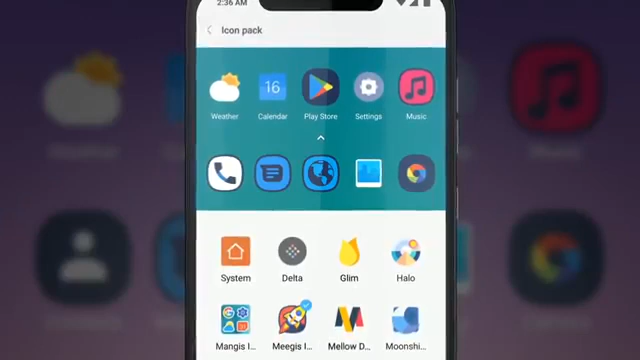 2:36 AM
Icon pack
16
Weather Calendar Play Store Settings Music
System Delta Glim Halo
Mangis I... Meegis I... Mellow D... Moonshi...